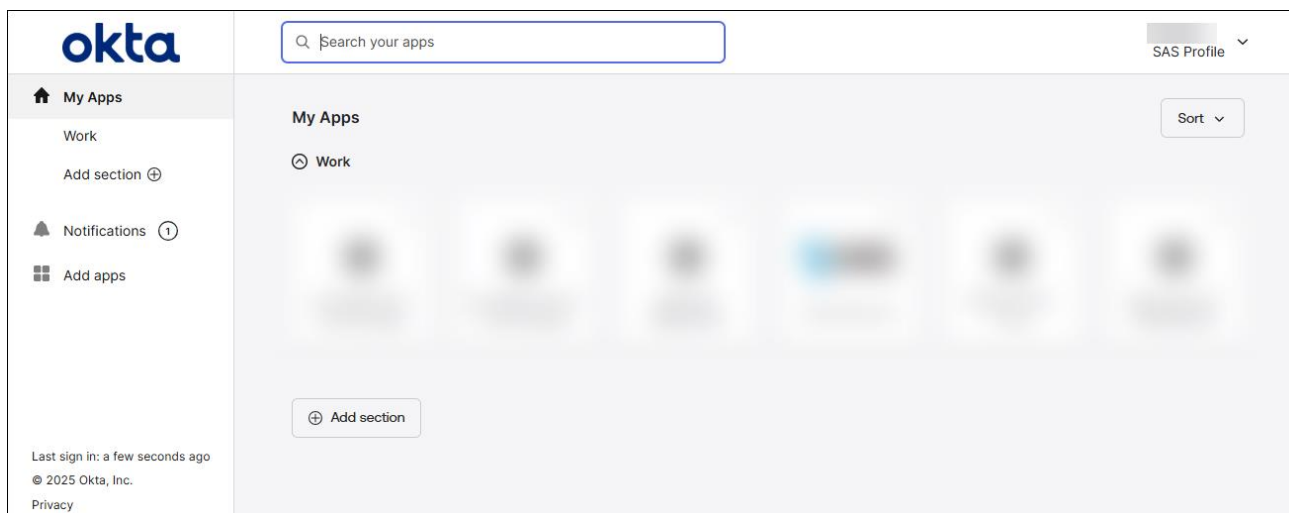 okta
Search your apps
SAS Profile
My Apps
Work
Add section
Notifications 1
Add apps
My Apps
Sort
Work
Add section
Last sign in: a few seconds ago
© 2025 Okta, Inc.
Privacy